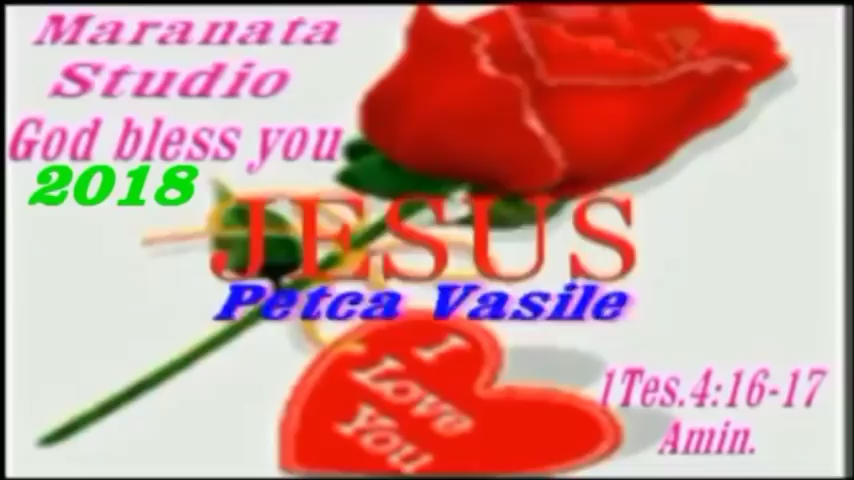 Maranata
Studio
God bless you
2018
JESUS
Petca Vasile
I
Love
You
1Tes.4:16-17
Amin.